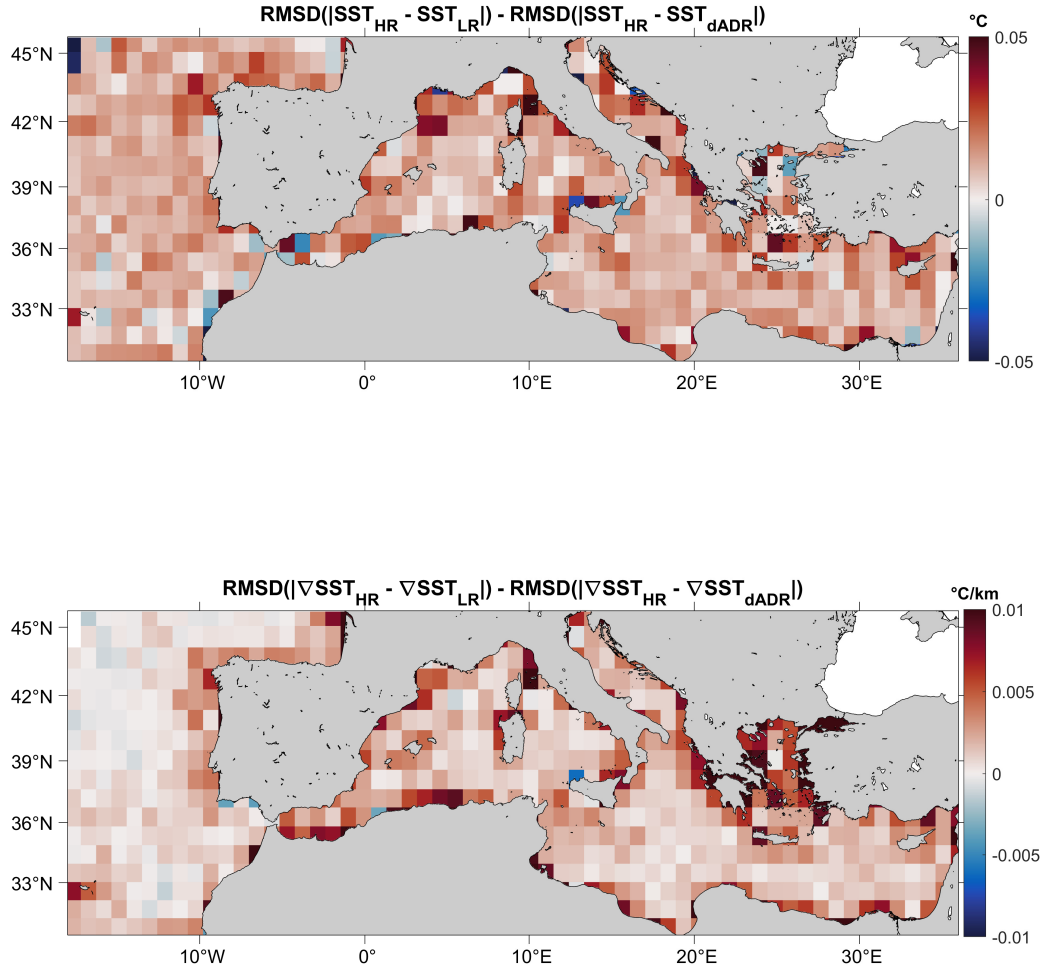 RMSD(|SST_HR - SST_LR|) - RMSD(|SST_HR - SST_dADR|)
°C
45°N
42°N
39°N
36°N
33°N
10°W
0°
10°E
20°E
30°E
0.05
0
-0.05
RMSD(|∇SST_HR - ∇SST_LR|) - RMSD(|∇SST_HR - ∇SST_dADR|)
°C/km
45°N
42°N
39°N
36°N
33°N
10°W
0°
10°E
20°E
30°E
0.01
0.005
0
-0.005
-0.01